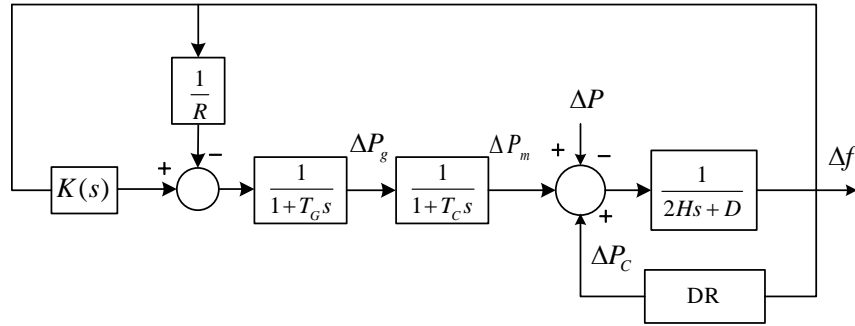 1
R
ΔP
+
−
ΔP_g
ΔP_m
+
−
Δf
K(s)
1
1+T_G s
1
1+T_C s
1
2Hs+D
+
ΔP_C
DR